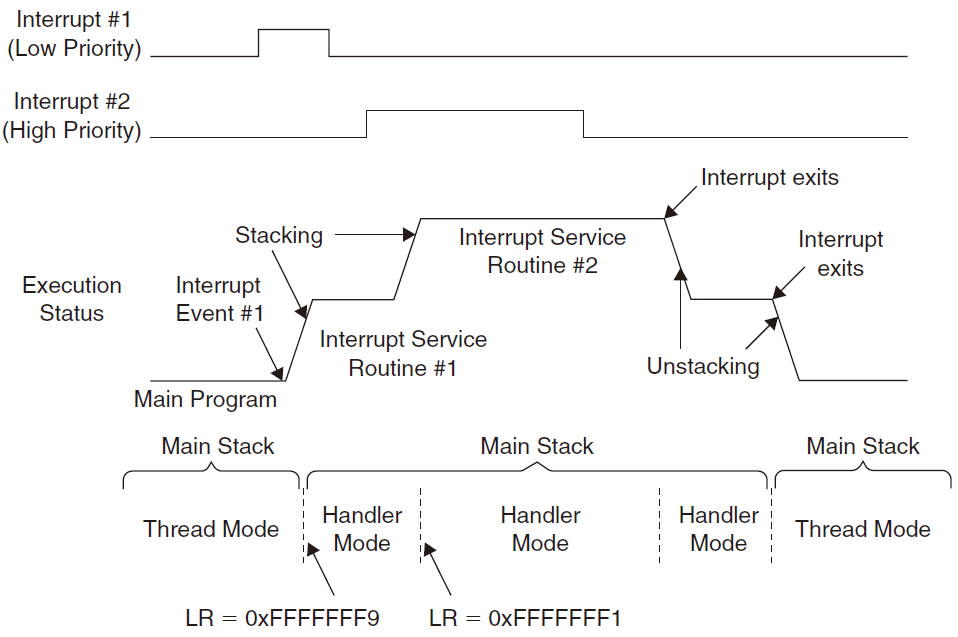 Interrupt #1
(Low Priority)
Interrupt #2
(High Priority)
Interrupt exits
Stacking
Interrupt Service
Routine #2
Interrupt
exits
Execution
Status
Interrupt
Event #1
Interrupt Service
Routine #1
Unstacking
Main Program
Main Stack
Main Stack
Main Stack
Thread Mode
Handler
Mode
Handler
Mode
Handler
Mode
Thread Mode
LR = 0xFFFFFFF9
LR = 0xFFFFFFF1